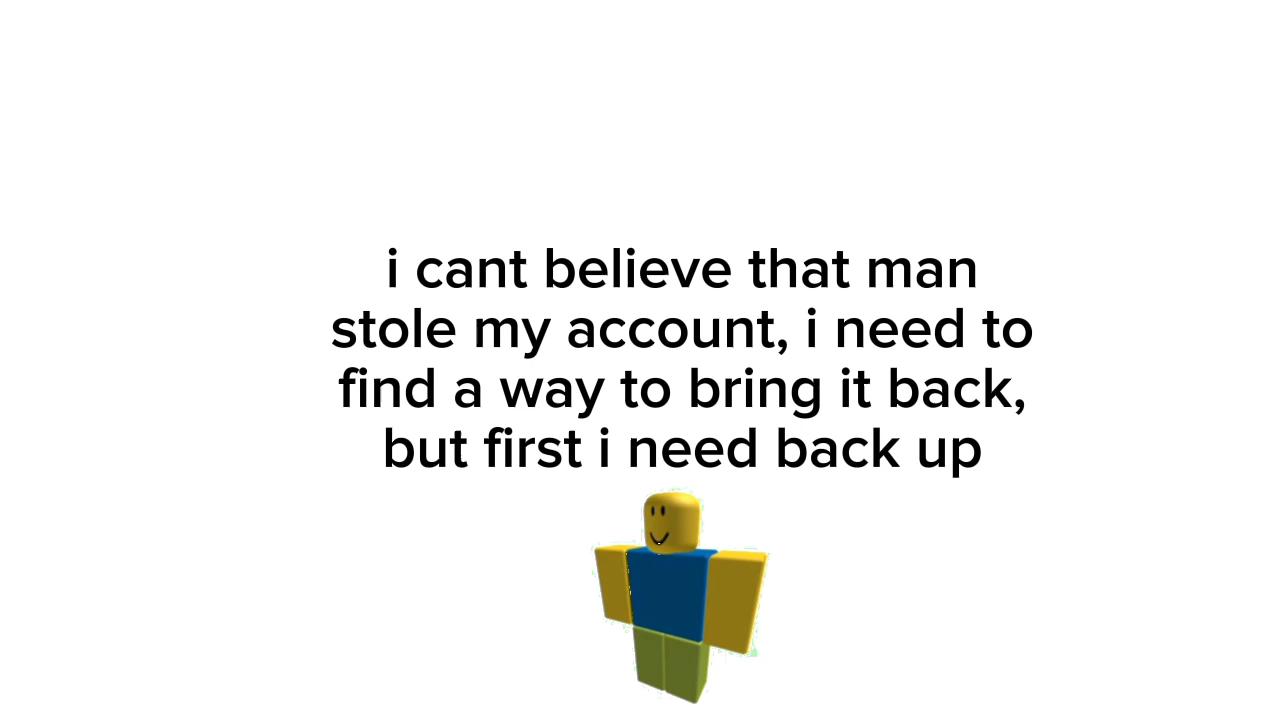 i cant believe that man
stole my account, i need to
find a way to bring it back,
but first i need back up